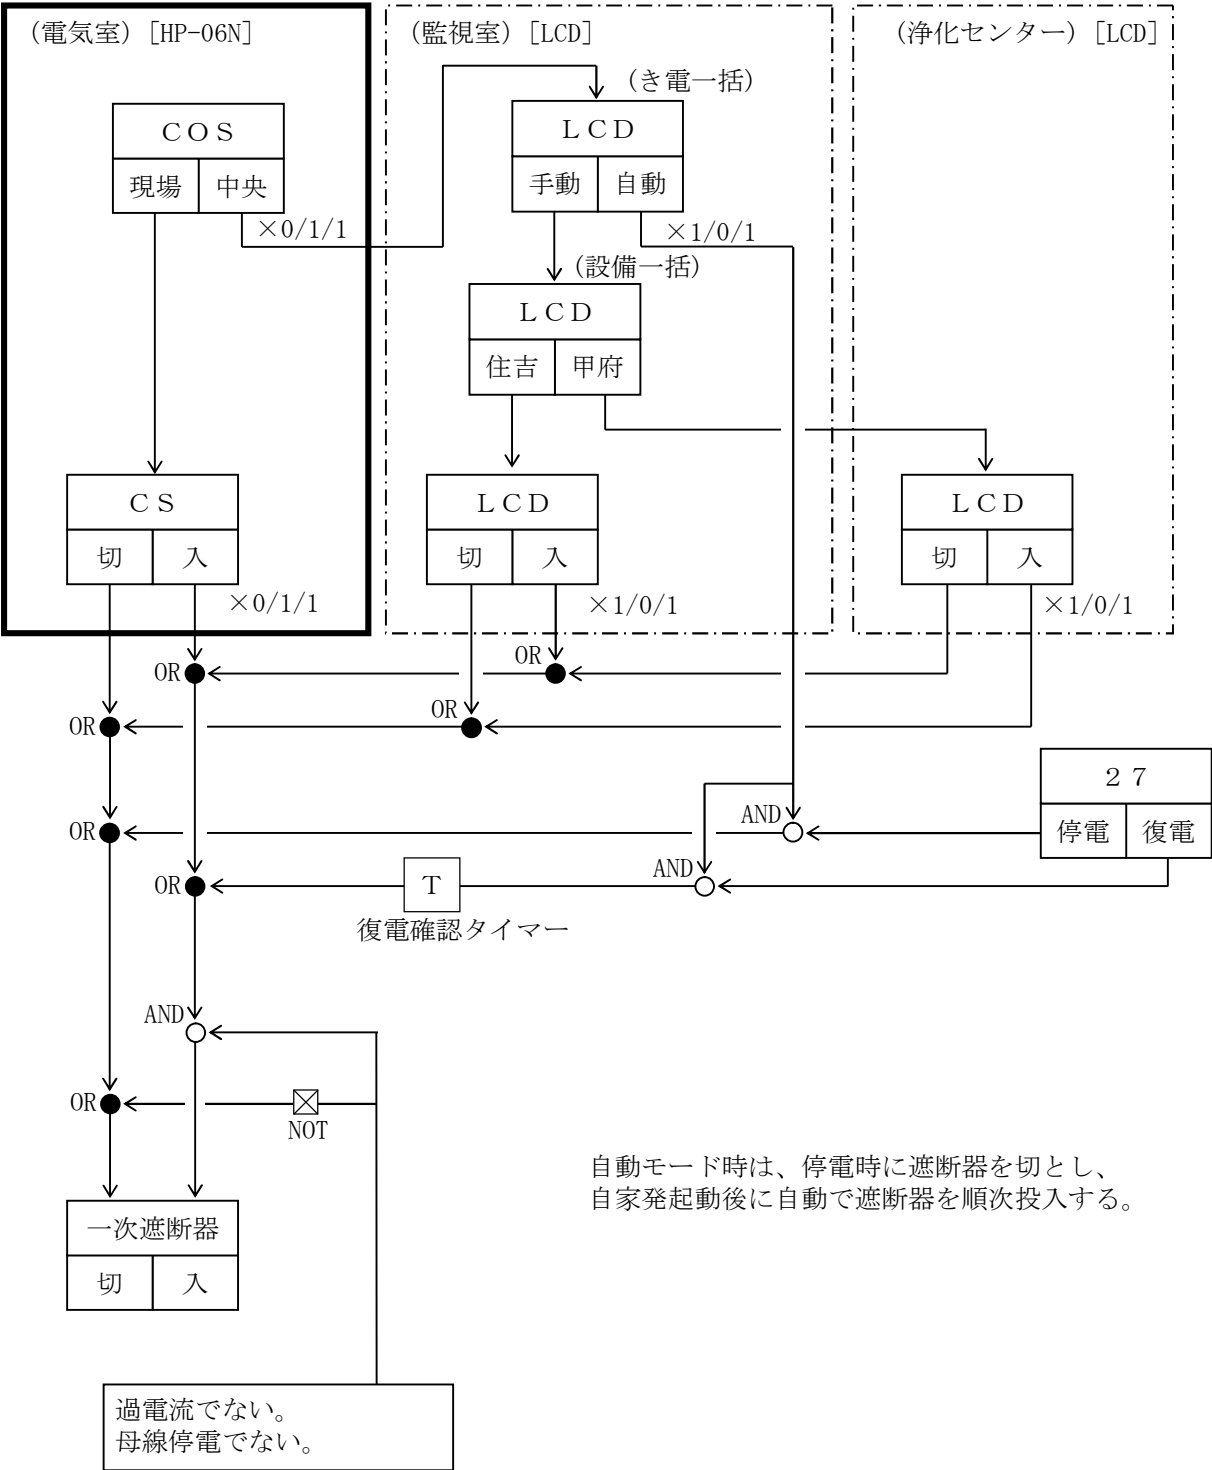 (電気室) [HP-06N]
(監視室) [LCD]
(浄化センター) [LCD]
(き電一括)
ＣＯＳ
現場 中央
×0/1/1
ＬＣＤ
手動 自動
×1/0/1
(設備一括)
ＬＣＤ
住吉 甲府
ＣＳ
切 入
×0/1/1
ＬＣＤ
切 入
×1/0/1
ＬＣＤ
切 入
×1/0/1
OR
OR
OR
OR
２７
停電 復電
AND
OR
AND
OR
Ｔ
復電確認タイマー
AND
OR
NOT
自動モード時は、停電時に遮断器を切とし、
自家発起動後に自動で遮断器を順次投入する。
一次遮断器
切 入
過電流でない。
母線停電でない。